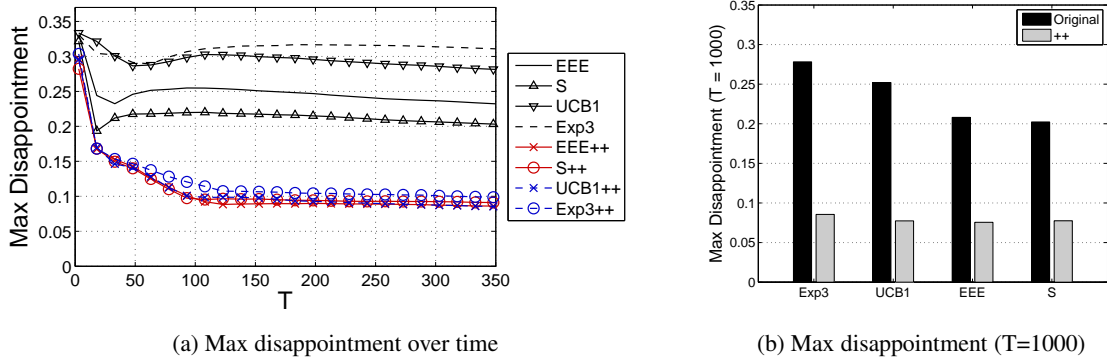 Max Disappointment
0.35
0.3
0.25
0.2
0.15
0.1
0.05
0
0 50 100 150 200 250 300 350
T
EEE
S
UCB1
Exp3
EEE++
S++
UCB1++
Exp3++
(a) Max disappointment over time
Max Disappointment (T = 1000)
0.35
0.3
0.25
0.2
0.15
0.1
0.05
0
Original
++
Exp3 UCB1 EEE S
(b) Max disappointment (T=1000)